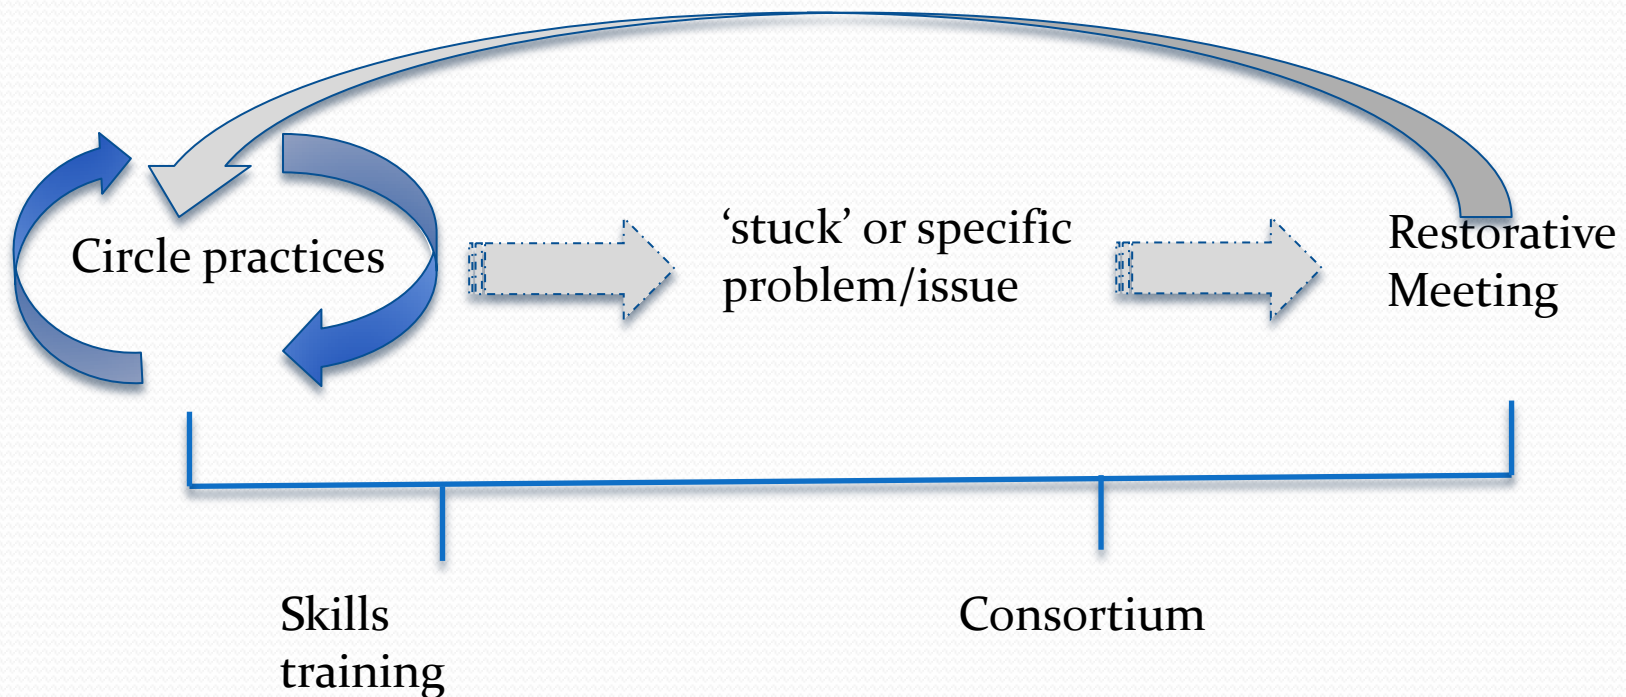 Circle practices
‘stuck’ or specific
problem/issue
Restorative
Meeting
Skills
training
Consortium